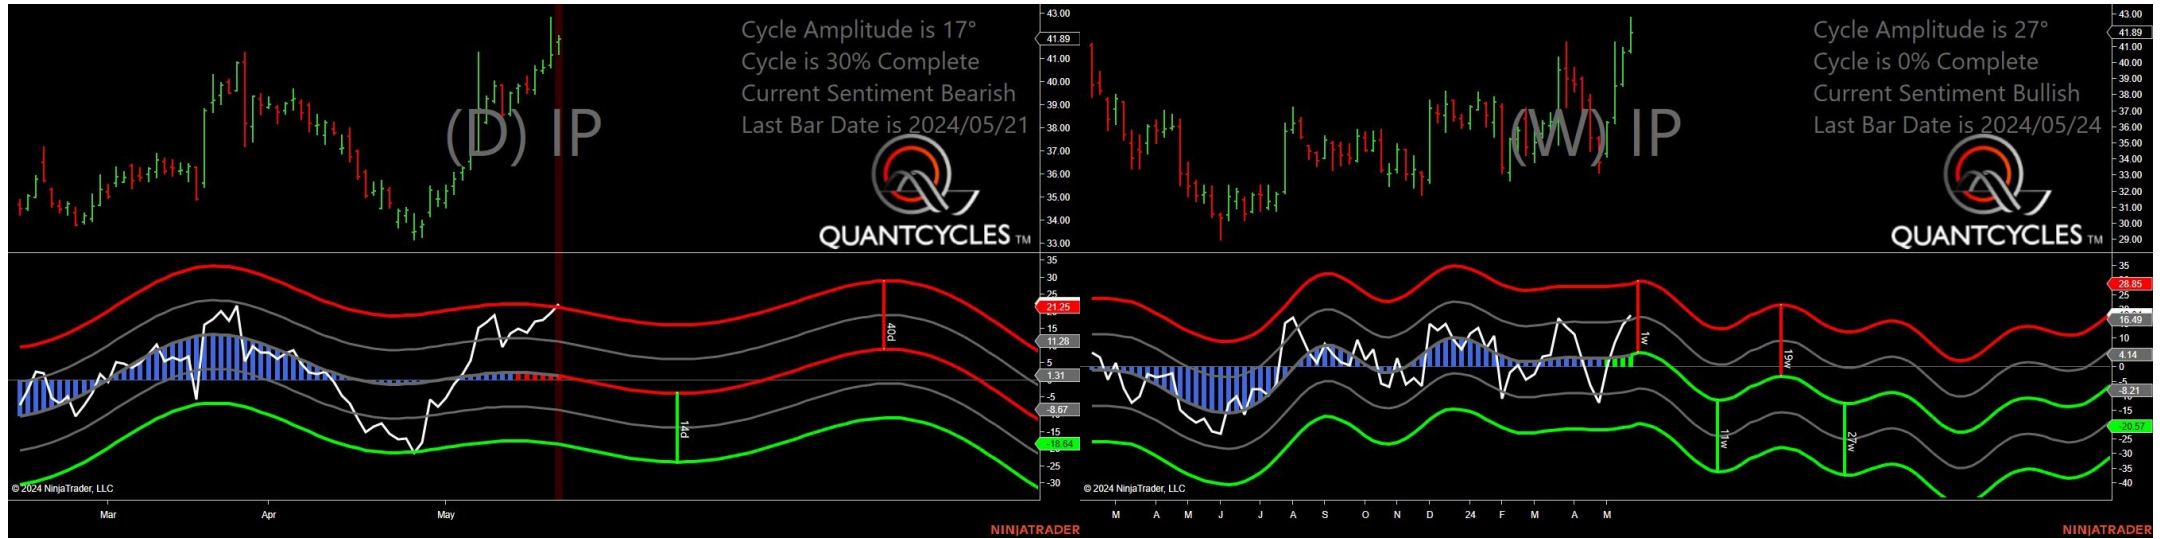 Cycle Amplitude is 17°
Cycle is 30% Complete
Current Sentiment Bearish
Last Bar Date is 2024/05/21
(D) IP
QUANTCYCLES TM
43.00
41.89
41.00
40.00
39.00
38.00
37.00
36.00
35.00
34.00
33.00
35
30
25
21.25
15
11.28
5
1.31
-5
-8.67
-15
-18.64
-25
-30
40d
14d
© 2024 NinjaTrader, LLC
Mar Apr May
NINJATRADER
Cycle Amplitude is 27°
Cycle is 0% Complete
Current Sentiment Bullish
Last Bar Date is 2024/05/24
(W) IP
QUANTCYCLES TM
43.00
41.89
41.00
40.00
39.00
38.00
37.00
36.00
35.00
34.00
33.00
32.00
31.00
30.00
29.00
35
28.85
25
16.49
10
4.14
0
-5
-8.21
-15
-20.57
-25
-30
-35
-40
1w
19w
11w
27w
© 2024 NinjaTrader, LLC
M A M J J A S O N D 24 F M A M
NINJATRADER